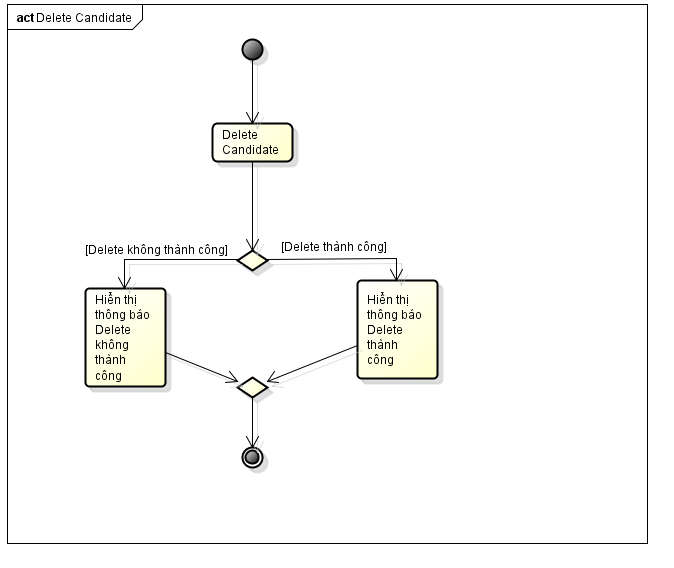 act Delete Candidate
Delete
Candidate
[Delete không thành công]
[Delete thành công]
Hiển thị
thông báo
Delete
không
thành
công
Hiển thị
thông báo
Delete
thành
công